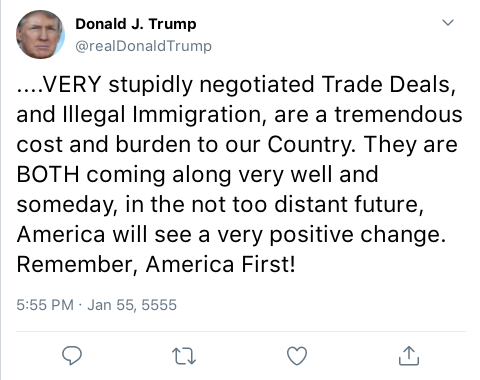 Donald J. Trump
@realDonaldTrump
....VERY stupidly negotiated Trade Deals,
and Illegal Immigration, are a tremendous
cost and burden to our Country. They are
BOTH coming along very well and
someday, in the not too distant future,
America will see a very positive change.
Remember, America First!
5:55 PM · Jan 55, 5555